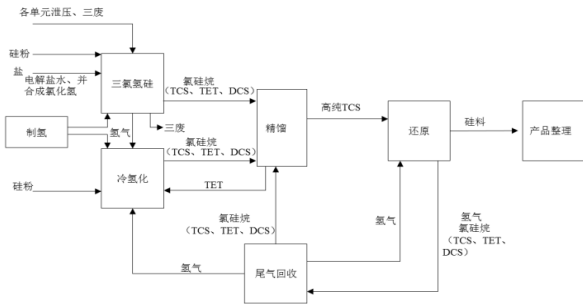 各单元泄压、三废
硅粉
盐
电解盐水、并
合成氯化氢
三氯氢硅
氯硅烷
（TCS、TET、DCS）
制氢
氢气
三废
氯硅烷
（TCS、TET、DCS）
精馏
高纯TCS
还原
硅料
产品整理
硅粉
冷氢化
TET
氯硅烷
（TCS、TET、DCS）
氢气
氢气
氯硅烷
（TCS、TET、
DCS）
氢气
尾气回收